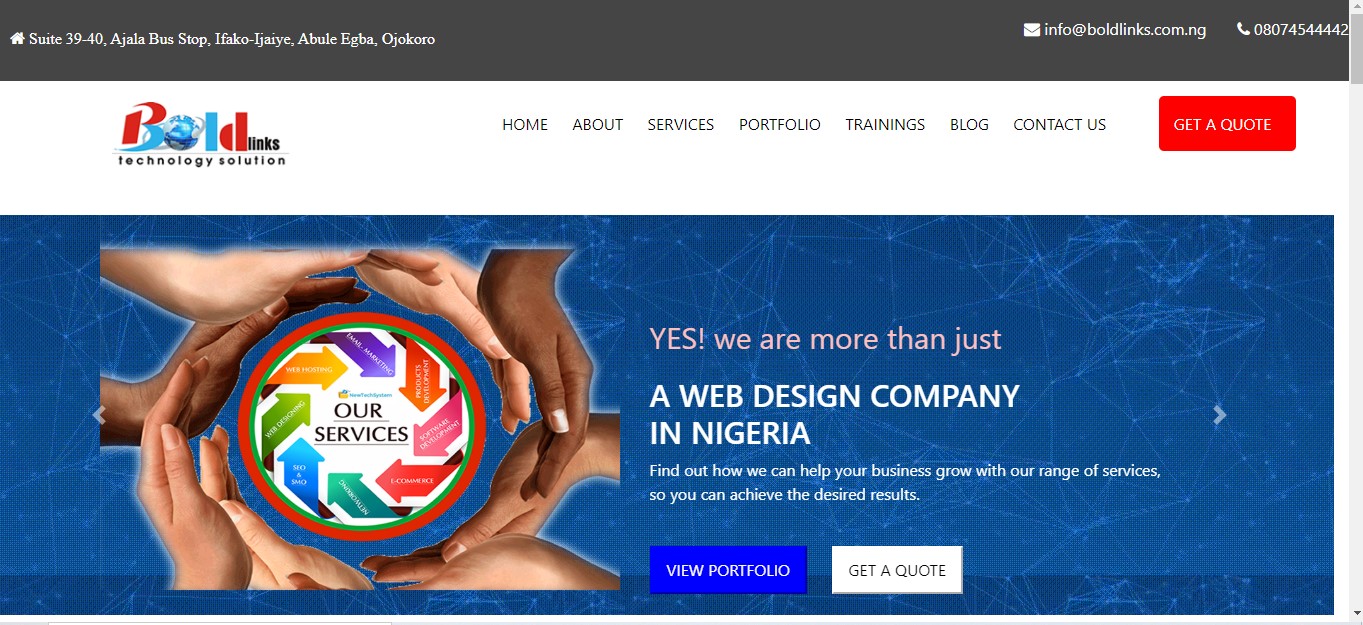 Suite 39-40, Ajala Bus Stop, Ifako-Ijaiye, Abule Egba, Ojokoro
info@boldlinks.com.ng
08074544442
Bold links
technology solution
HOME
ABOUT
SERVICES
PORTFOLIO
TRAININGS
BLOG
CONTACT US
GET A QUOTE
EMAIL-MARKETING
WEB HOSTING
PRODUCTS
DEVELOPMENT
NewTechSystem
OUR
SERVICES
WEB DESIGNING
SOFTWARE
DEVELOPMENT
SEO
&
SMO
E-COMMERCE
NETWORKING
YES! we are more than just
A WEB DESIGN COMPANY
IN NIGERIA
Find out how we can help your business grow with our range of services,
so you can achieve the desired results.
VIEW PORTFOLIO
GET A QUOTE